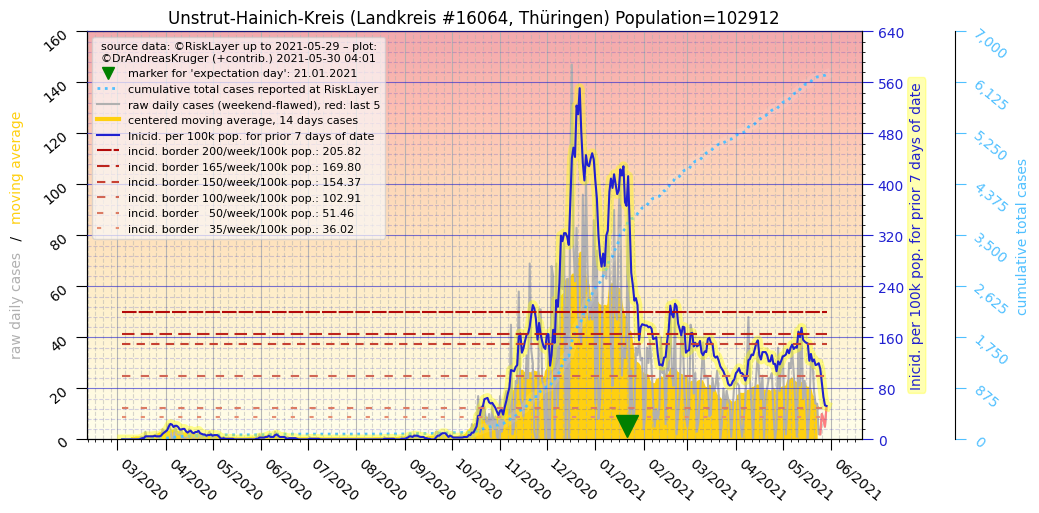 Unstrut-Hainich-Kreis (Landkreis #16064, Thüringen) Population=102912
source data: ©RiskLayer up to 2021-05-29 – plot:
©DrAndreasKruger (+contrib.) 2021-05-30 04:01
marker for 'expectation day': 21.01.2021
cumulative total cases reported at RiskLayer
raw daily cases (weekend-flawed), red: last 5
centered moving average, 14 days cases
Inicid. per 100k pop. for prior 7 days of date
incid. border 200/week/100k pop.: 205.82
incid. border 165/week/100k pop.: 169.80
incid. border 150/week/100k pop.: 154.37
incid. border 100/week/100k pop.: 102.91
incid. border   50/week/100k pop.: 51.46
incid. border   35/week/100k pop.: 36.02
raw daily cases / moving average
160
140
120
100
80
60
40
20
0
640
560
480
400
320
240
160
80
0
Inicid. per 100k pop. for prior 7 days of date
7,000
6,125
5,250
4,375
3,500
2,625
1,750
875
0
cumulative total cases
03/2020
04/2020
05/2020
06/2020
07/2020
08/2020
09/2020
10/2020
11/2020
12/2020
01/2021
02/2021
03/2021
04/2021
05/2021
06/2021